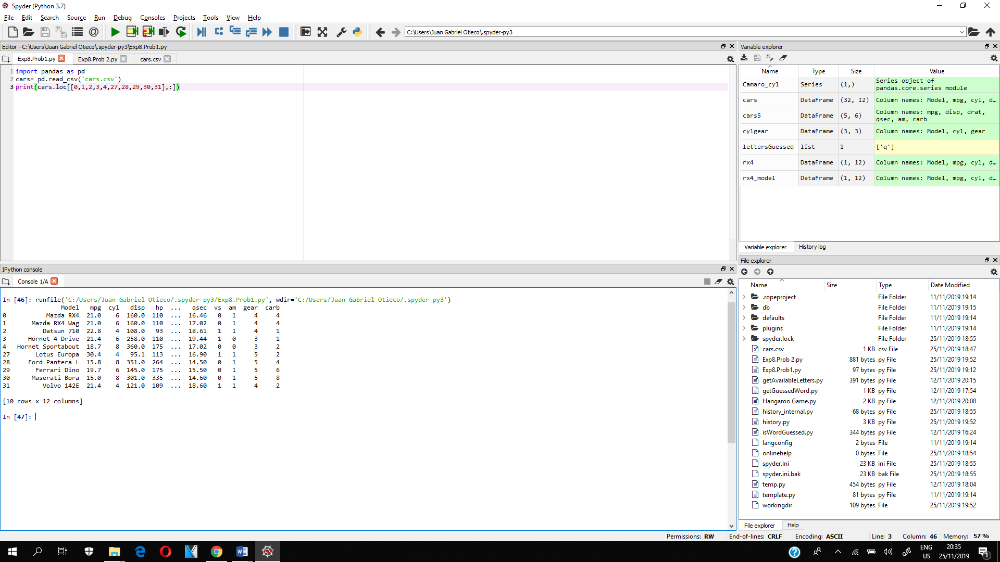 Spyder (Python 3.7)
File Edit Search Source Run Debug Consoles Projects Tools View Help
C:\Users\Juan Gabriel Otieco\.spyder-py3
Editor - C:\Users\Juan Gabriel Otieco\.spyder-py3\Exp8.Prob1.py
Exp8.Prob1.py Exp8.Prob 2.py cars.csv
1 import pandas as pd
2 cars= pd.read_csv('cars.csv')
3 print(cars.loc[[0,1,2,3,4,27,28,29,30,31],:])
IPython console
Console 1/A
In [46]: runfile('C:/Users/Juan Gabriel Otieco/.spyder-py3/Exp8.Prob1.py', wdir='C:/Users/Juan Gabriel Otieco/.spyder-py3')
Model mpg cyl disp hp ... qsec vs am gear carb
0 Mazda RX4 21.0 6 160.0 110 ... 16.46 0 1 4 4
1 Mazda RX4 Wag 21.0 6 160.0 110 ... 17.02 0 1 4 4
2 Datsun 710 22.8 4 108.0 93 ... 18.61 1 1 4 1
3 Hornet 4 Drive 21.4 6 258.0 110 ... 19.44 1 0 3 1
4 Hornet Sportabout 18.7 8 360.0 175 ... 17.02 0 0 3 2
27 Lotus Europa 30.4 4 95.1 113 ... 16.90 1 1 5 2
28 Ford Pantera L 15.8 8 351.0 264 ... 14.50 0 1 5 4
29 Ferrari Dino 19.7 6 145.0 175 ... 15.50 0 1 5 6
30 Maserati Bora 15.0 8 301.0 335 ... 14.60 0 1 5 8
31 Volvo 142E 21.4 4 121.0 109 ... 18.60 1 1 4 2
[10 rows x 12 columns]
In [47]:
Variable explorer
Name Type Size Value
Camaro_cyl Series (1,) Series object of
pandas.core.series module
cars DataFrame (32, 12) Column names: Model, mpg, cyl, d…
cars5 DataFrame (5, 6) Column names: mpg, disp, drat,
qsec, am, carb
cylgear DataFrame (3, 3) Column names: Model, cyl, gear
lettersGuessed list 1 ['q']
rx4 DataFrame (1, 12) Column names: Model, mpg, cyl, d…
rx4_model DataFrame (1, 12) Column names: Model, mpg, cyl, d…
Variable explorer History log
File explorer
Name Size Type Date Modified
.ropeproject File Folder 11/11/2019 19:14
db File Folder 11/11/2019 19:15
defaults File Folder 11/11/2019 19:14
plugins File Folder 11/11/2019 19:14
spyder.lock File Folder 25/11/2019 18:55
cars.csv 1 KB csv File 25/11/2019 18:47
Exp8.Prob 2.py 881 bytes py File 25/11/2019 19:52
Exp8.Prob1.py 97 bytes py File 25/11/2019 19:12
getAvailableLetters.py 391 bytes py File 12/11/2019 20:15
getGuessedWord.py 1 KB py File 12/11/2019 17:54
Hangaroo Game.py 2 KB py File 12/11/2019 20:08
history_internal.py 68 bytes py File 25/11/2019 18:55
history.py 3 KB py File 25/11/2019 19:52
isWordGuessed.py 344 bytes py File 12/11/2019 16:24
langconfig 2 bytes File 11/11/2019 19:14
onlinehelp 0 bytes File 25/11/2019 18:54
spyder.ini 23 KB ini File 25/11/2019 18:55
spyder.ini.bak 23 KB bak File 25/11/2019 18:55
temp.py 454 bytes py File 12/11/2019 18:04
template.py 81 bytes py File 11/11/2019 19:14
workingdir 109 bytes File 25/11/2019 19:52
File explorer Help
Permissions: RW End-of-lines: CRLF Encoding: ASCII Line: 3 Column: 46 Memory: 57 %
ENG
US
20:35
25/11/2019
1